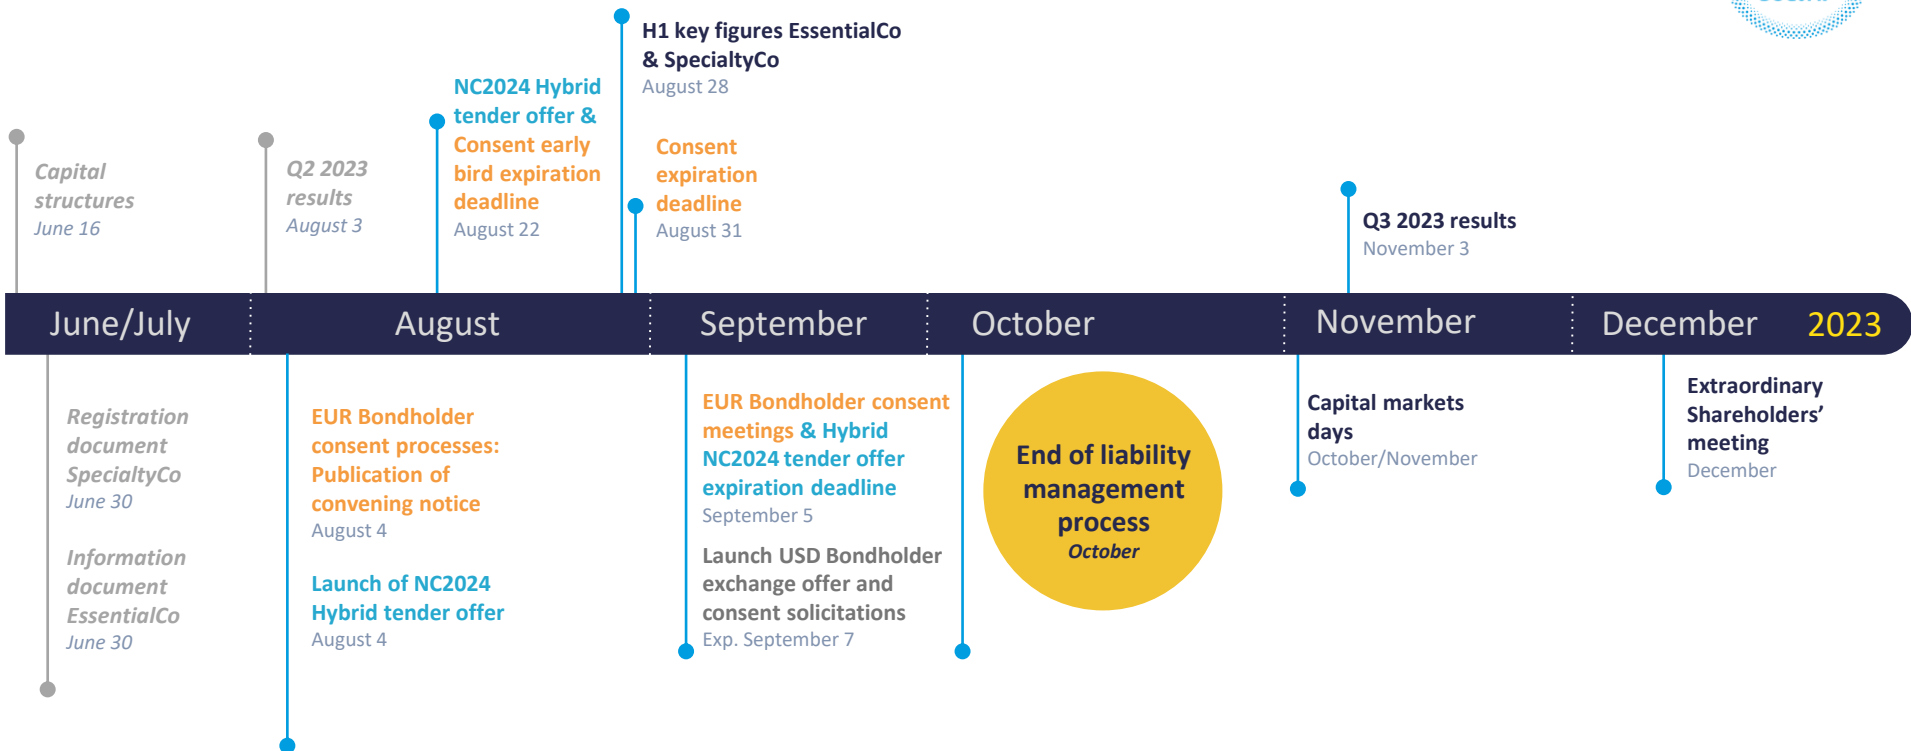 H1 key figures EssentialCo
& SpecialtyCo
August 28
NC2024 Hybrid
tender offer &
Consent early
bird expiration
deadline
August 22
Consent
expiration
deadline
August 31
Capital
structures
June 16
Q2 2023
results
August 3
Q3 2023 results
November 3
June/July
August
September
October
November
December
2023
Registration
document
SpecialtyCo
June 30
Information
document
EssentialCo
June 30
EUR Bondholder
consent processes:
Publication of
convening notice
August 4
Launch of NC2024
Hybrid tender offer
August 4
EUR Bondholder consent
meetings & Hybrid
NC2024 tender offer
expiration deadline
September 5
Launch USD Bondholder
exchange offer and
consent solicitations
Exp. September 7
End of liability
management
process
October
Capital markets
days
October/November
Extraordinary
Shareholders’
meeting
December